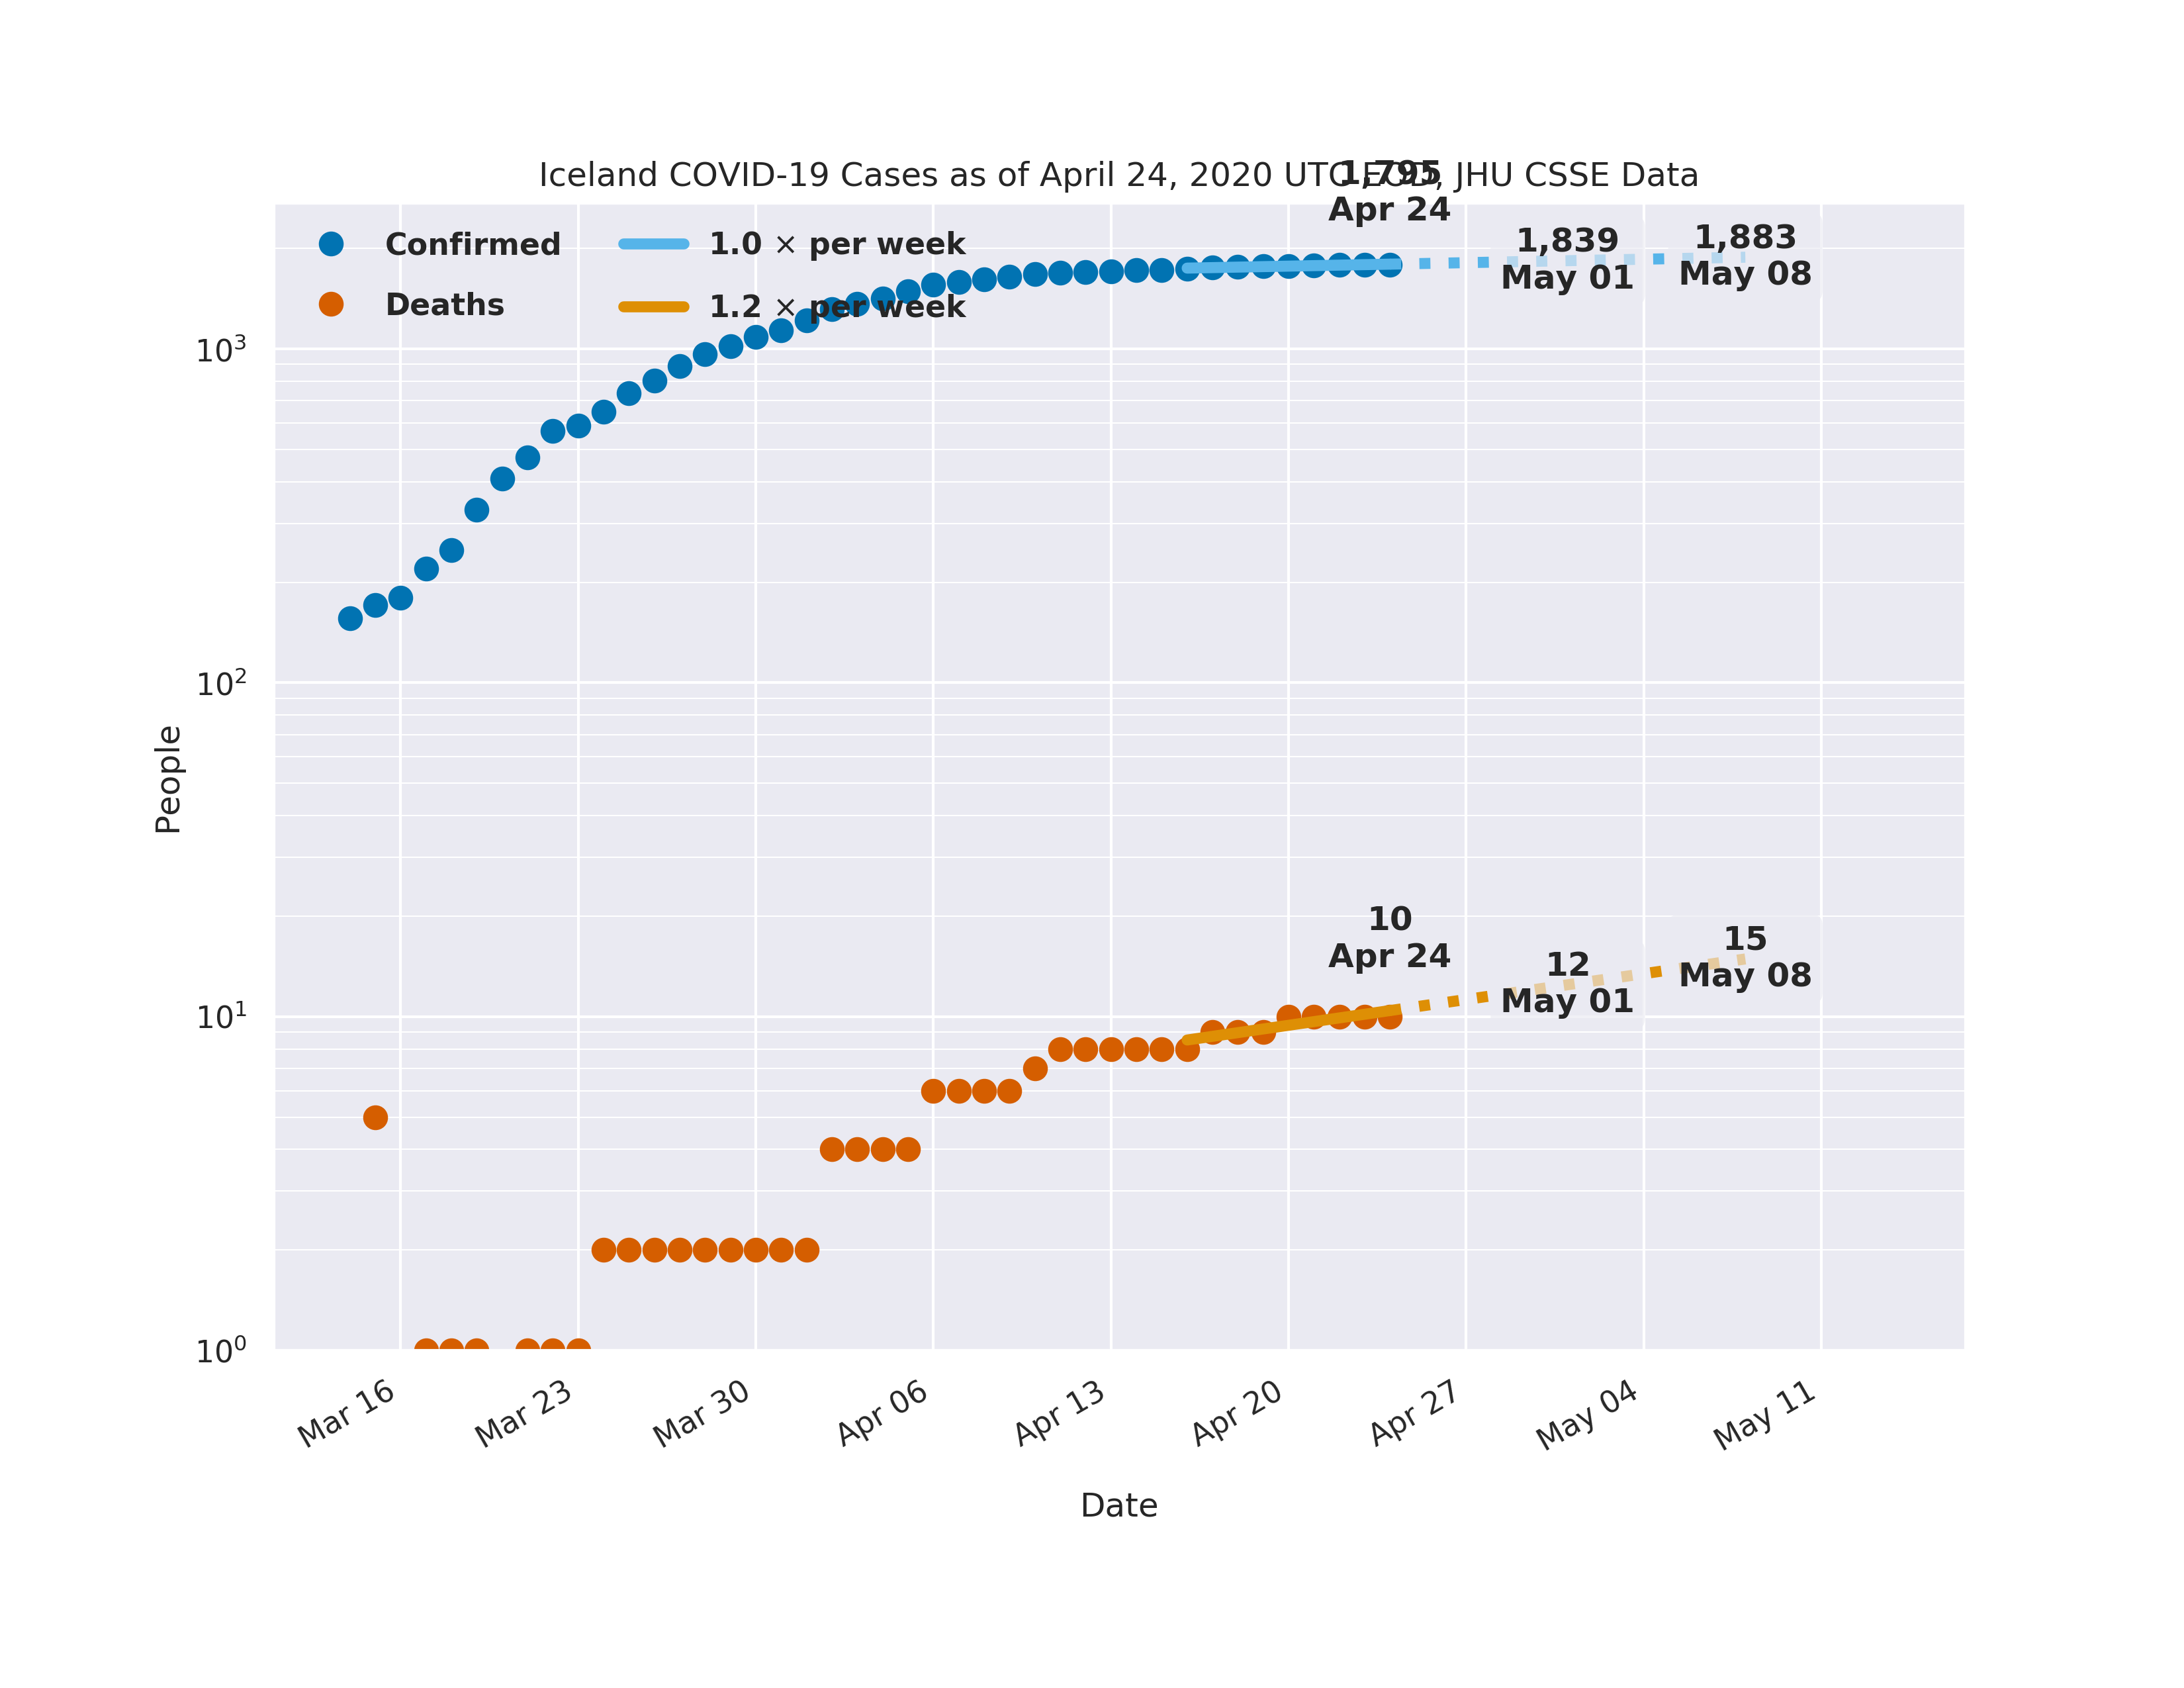 Iceland COVID-19 Cases as of April 24, 2020 UTC EOD, JHU CSSE Data
1,795
Apr 24
1,839
May 01
1,883
May 08
Confirmed
1.0 × per week
Deaths
1.2 × per week
10³
10²
10¹
10⁰
People
10
Apr 24
12
May 01
15
May 08
Mar 16
Mar 23
Mar 30
Apr 06
Apr 13
Apr 20
Apr 27
May 04
May 11
Date